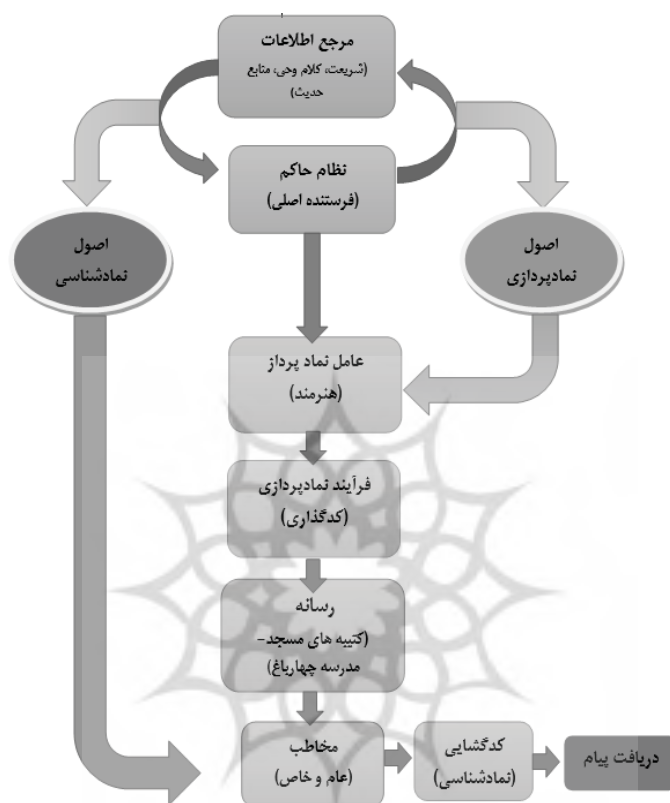 مرجع اطلاعات
(شریعت، کلام وحی، منابع
حدیث)
نظام حاکم
(فرستنده اصلی)
اصول
نمادپردازی
اصول
نمادشناسی
عامل نماد پرداز
(هنرمند)
فرآیند نمادپردازی
(کدگذاری)
رسانه
(کتیبه های مسجد-
مدرسه چهارباغ)
مخاطب
(عام و خاص)
کدگشایی
(نمادشناسی)
دریافت پیام